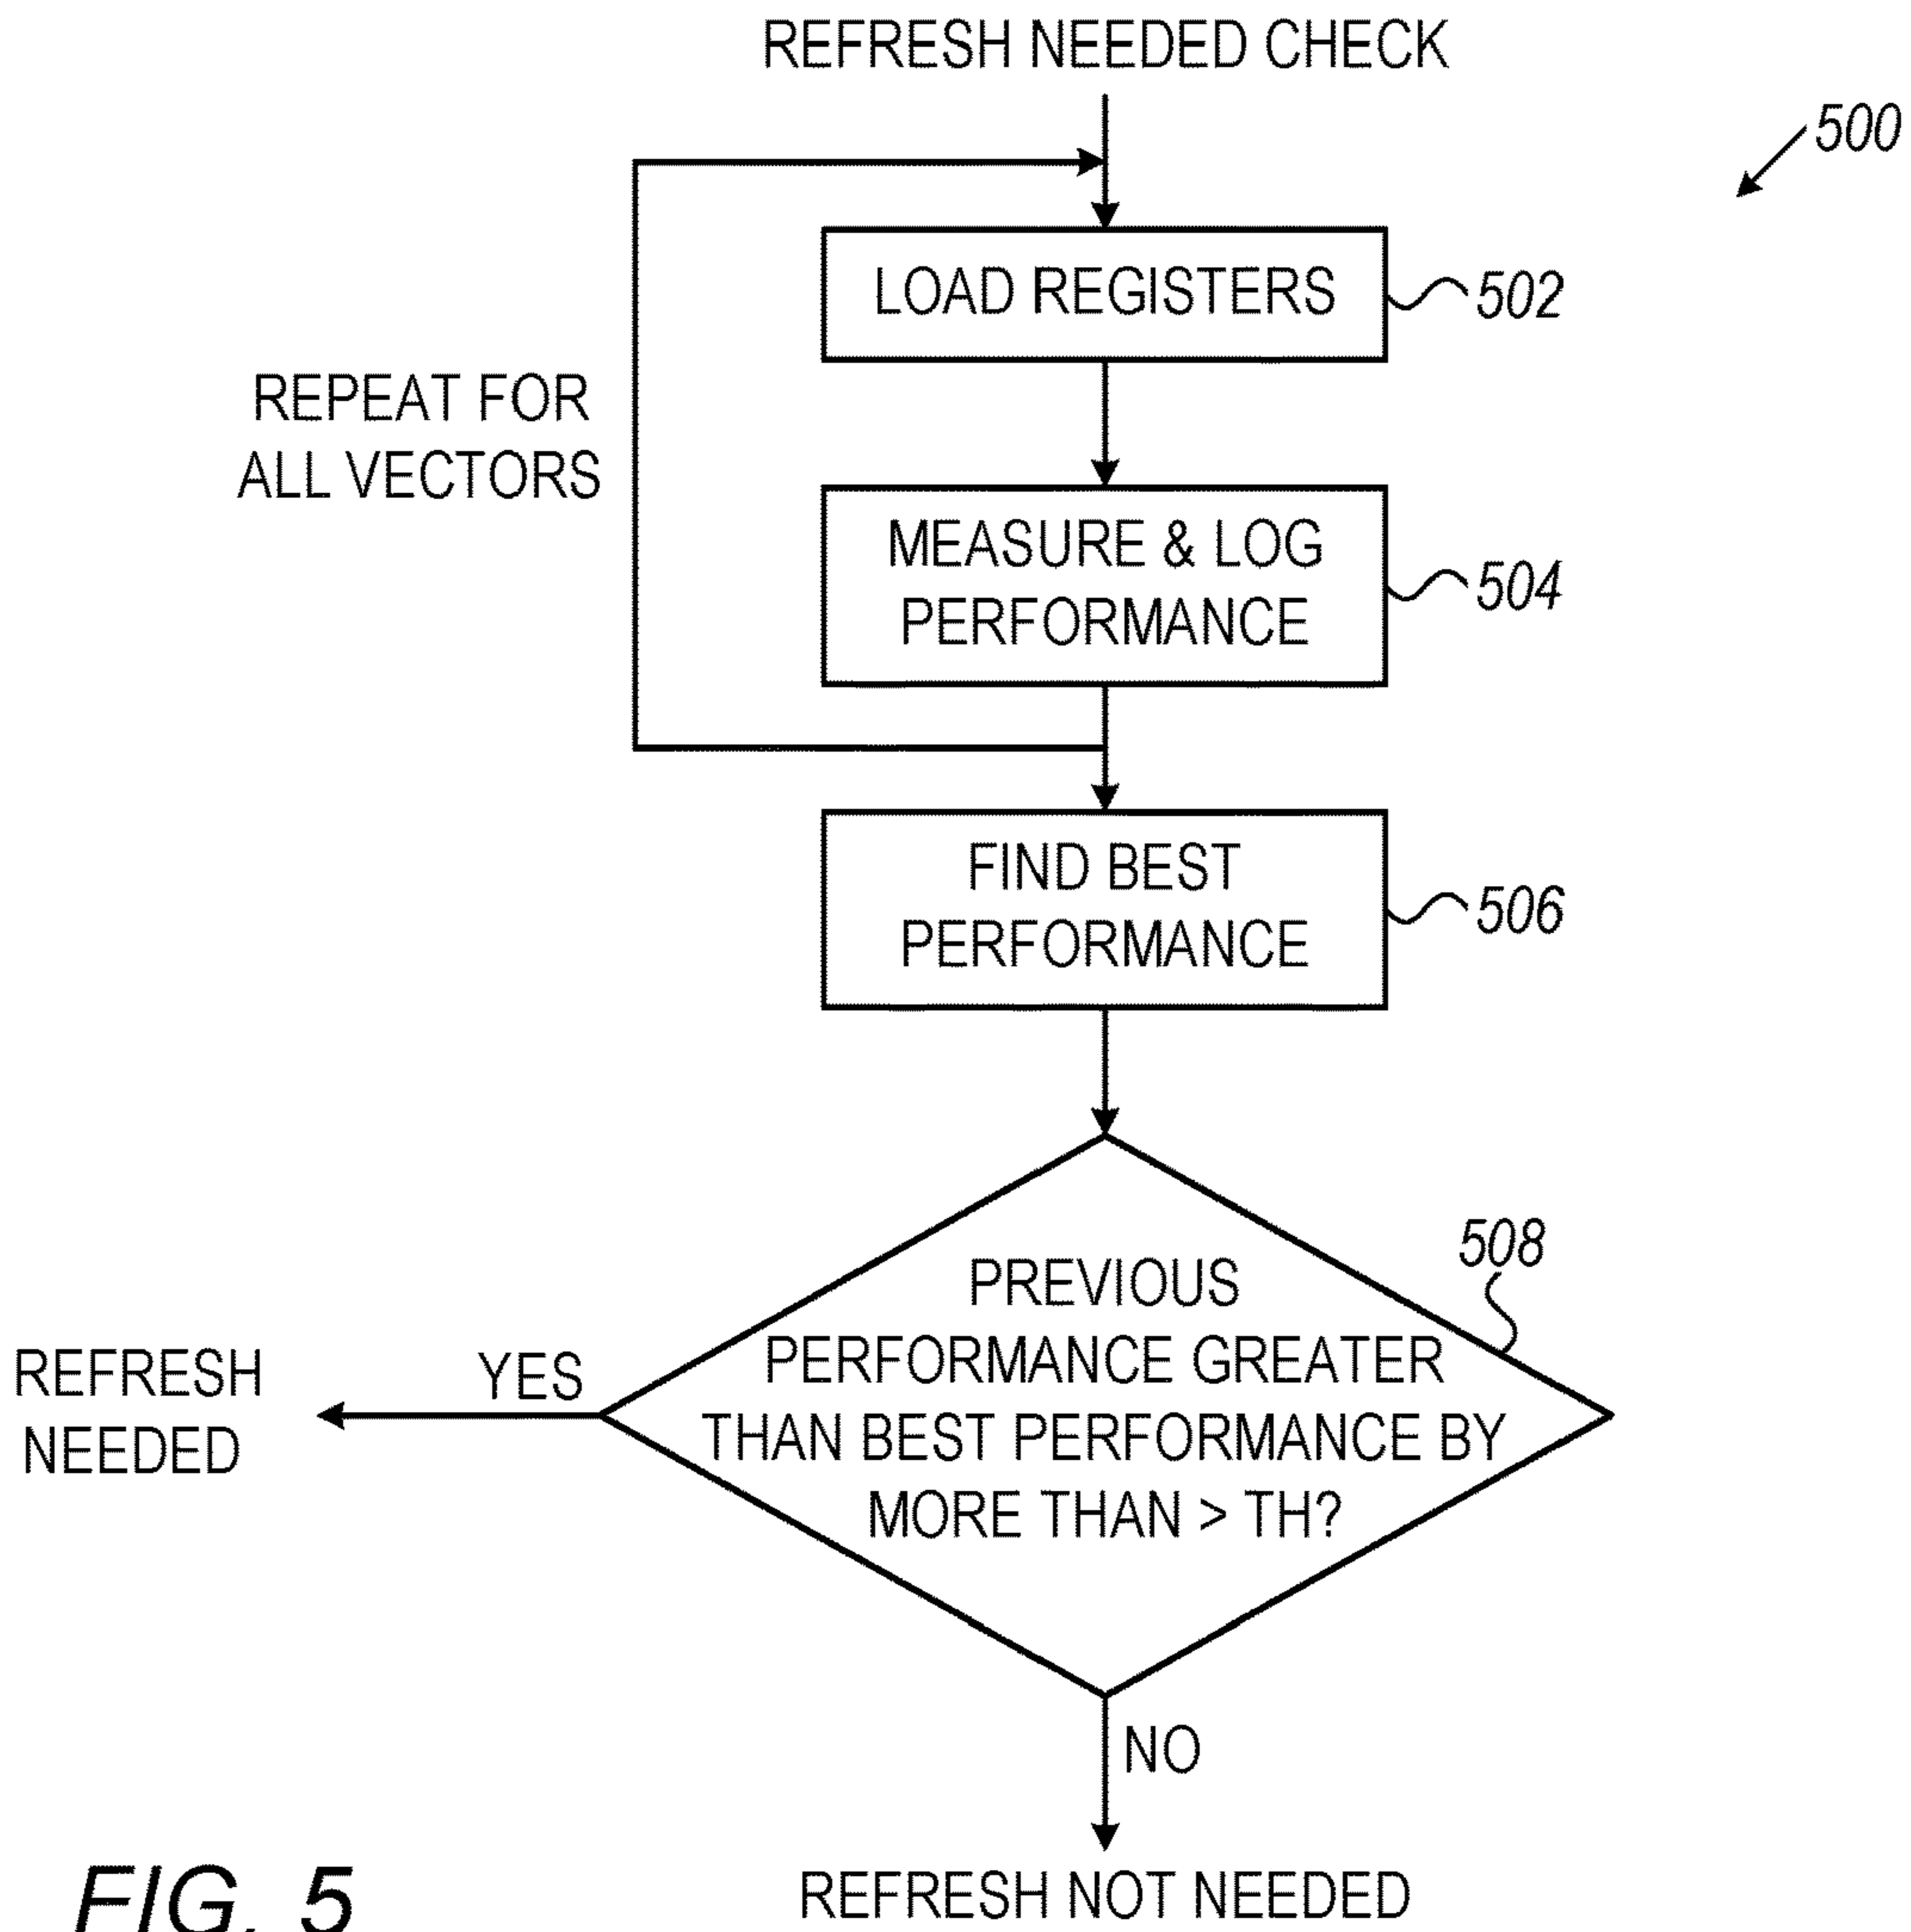 REFRESH NEEDED CHECK
500
LOAD REGISTERS
502
REPEAT FOR
ALL VECTORS
MEASURE & LOG
PERFORMANCE
504
FIND BEST
PERFORMANCE
506
508
PREVIOUS
PERFORMANCE GREATER
THAN BEST PERFORMANCE BY
MORE THAN > TH?
YES
REFRESH
NEEDED
NO
REFRESH NOT NEEDED
FIG. 5